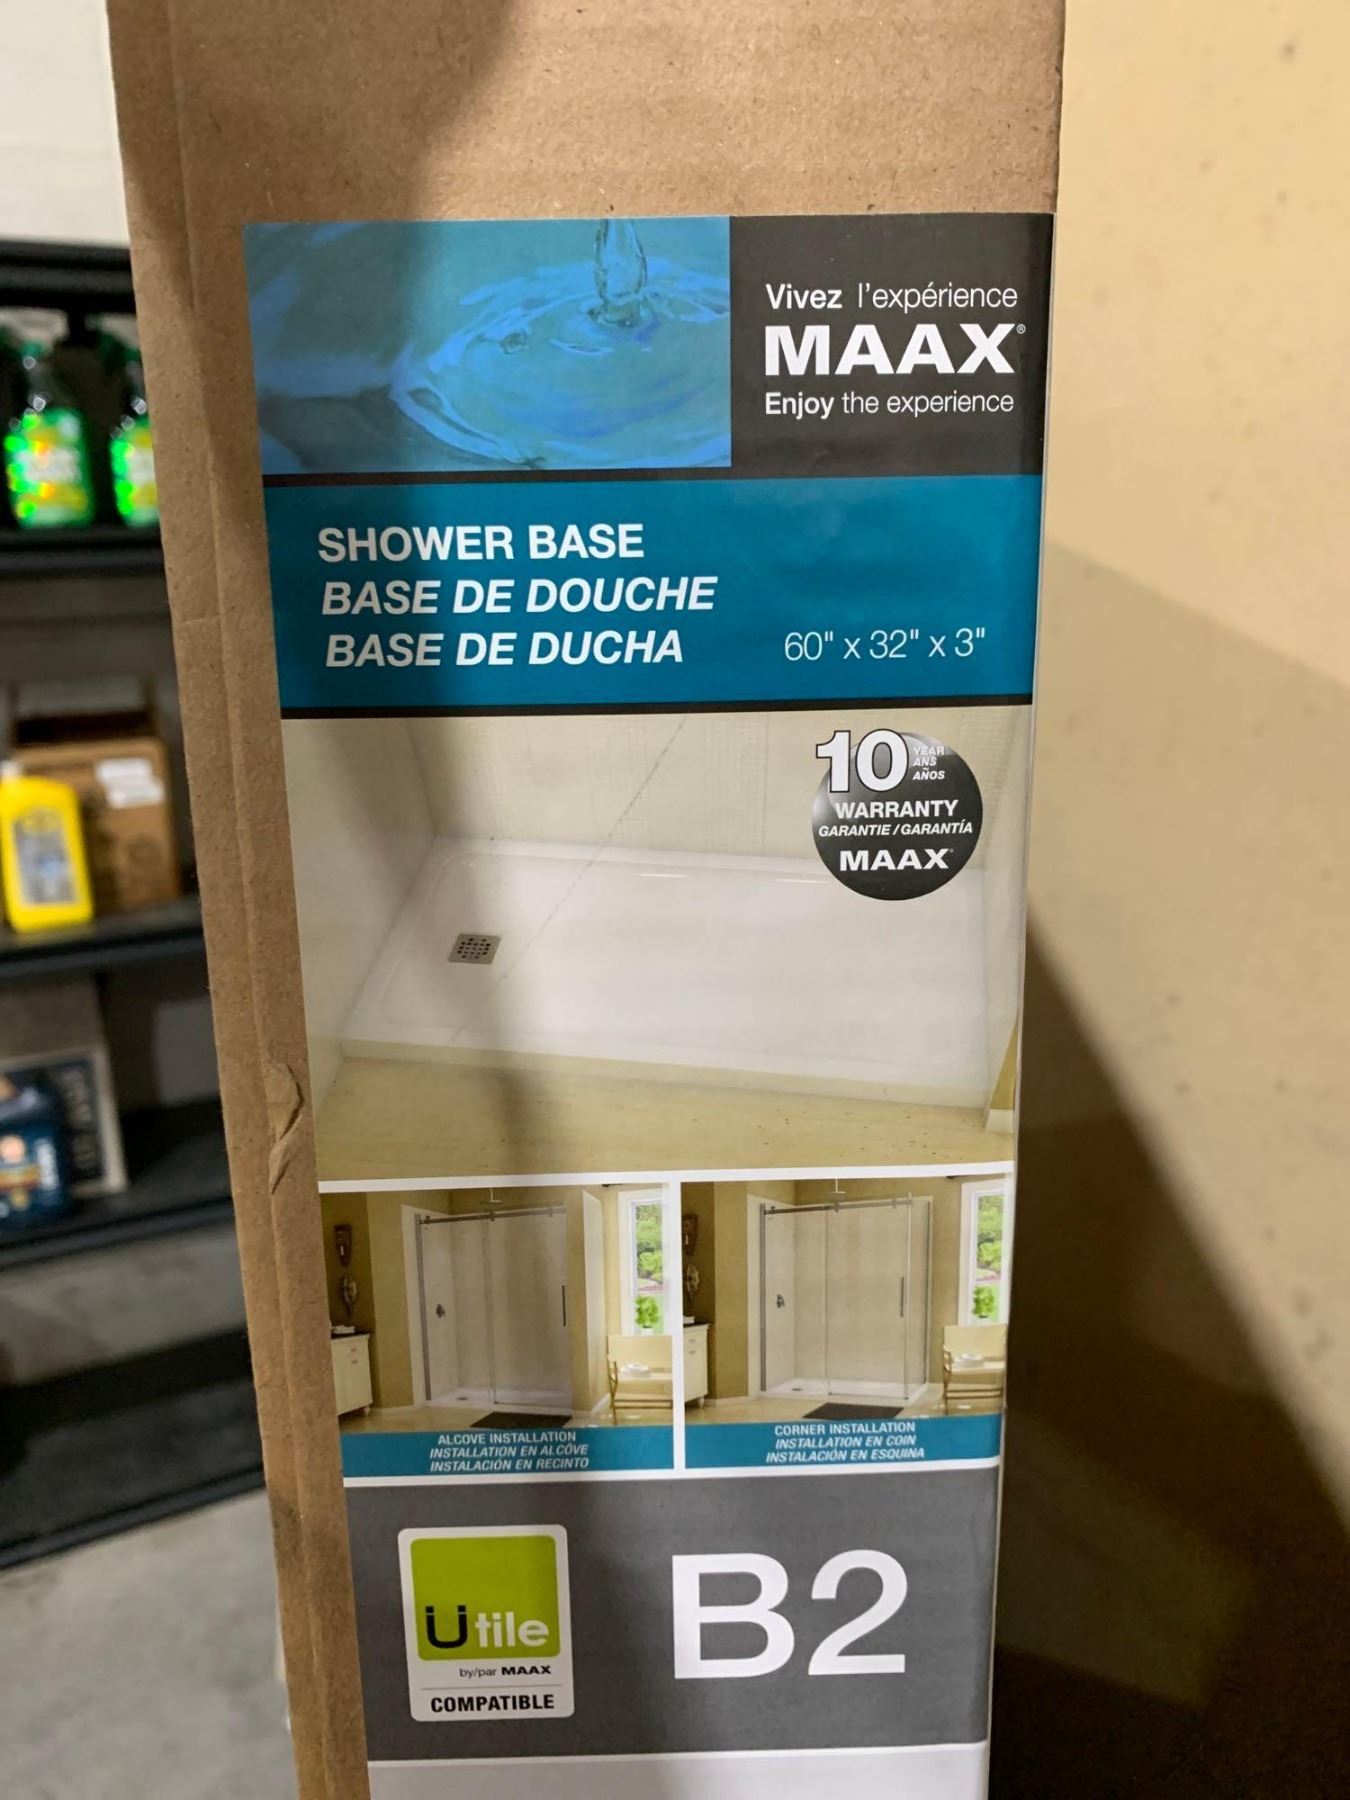 Vivez l'expérience
MAAX®
Enjoy the experience
SHOWER BASE
BASE DE DOUCHE
BASE DE DUCHA
60" x 32" x 3"
10 YEAR
ANS
AÑOS
WARRANTY
GARANTIE / GARANTÍA
MAAX
ALCOVE INSTALLATION
INSTALLATION EN ALCÔVE
INSTALACIÓN EN RECINTO
CORNER INSTALLATION
INSTALLATION EN COIN
INSTALACIÓN EN ESQUINA
Ütile
by/par MAAX
COMPATIBLE
B2